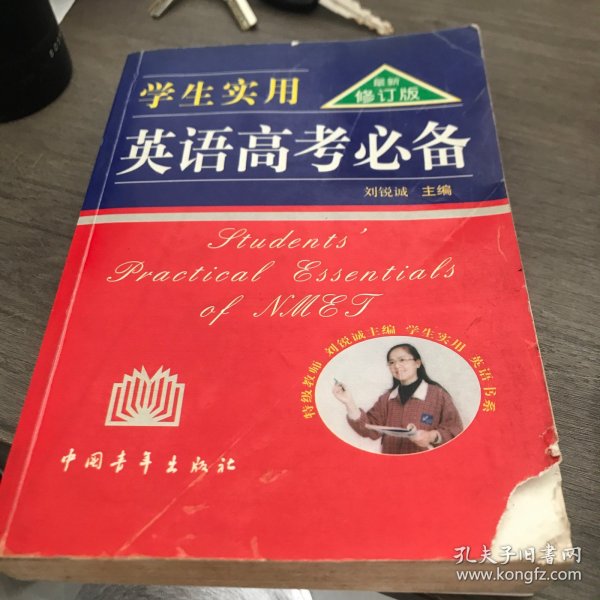 学生实用
最新
修订版
英语高考必备
刘锐诚 主编
Students'
Practical Essentials
of NMET
特级教师 刘锐诚主编 学生实用 英语书系
中国青年出版社
孔夫子旧书网
www.kongfz.com